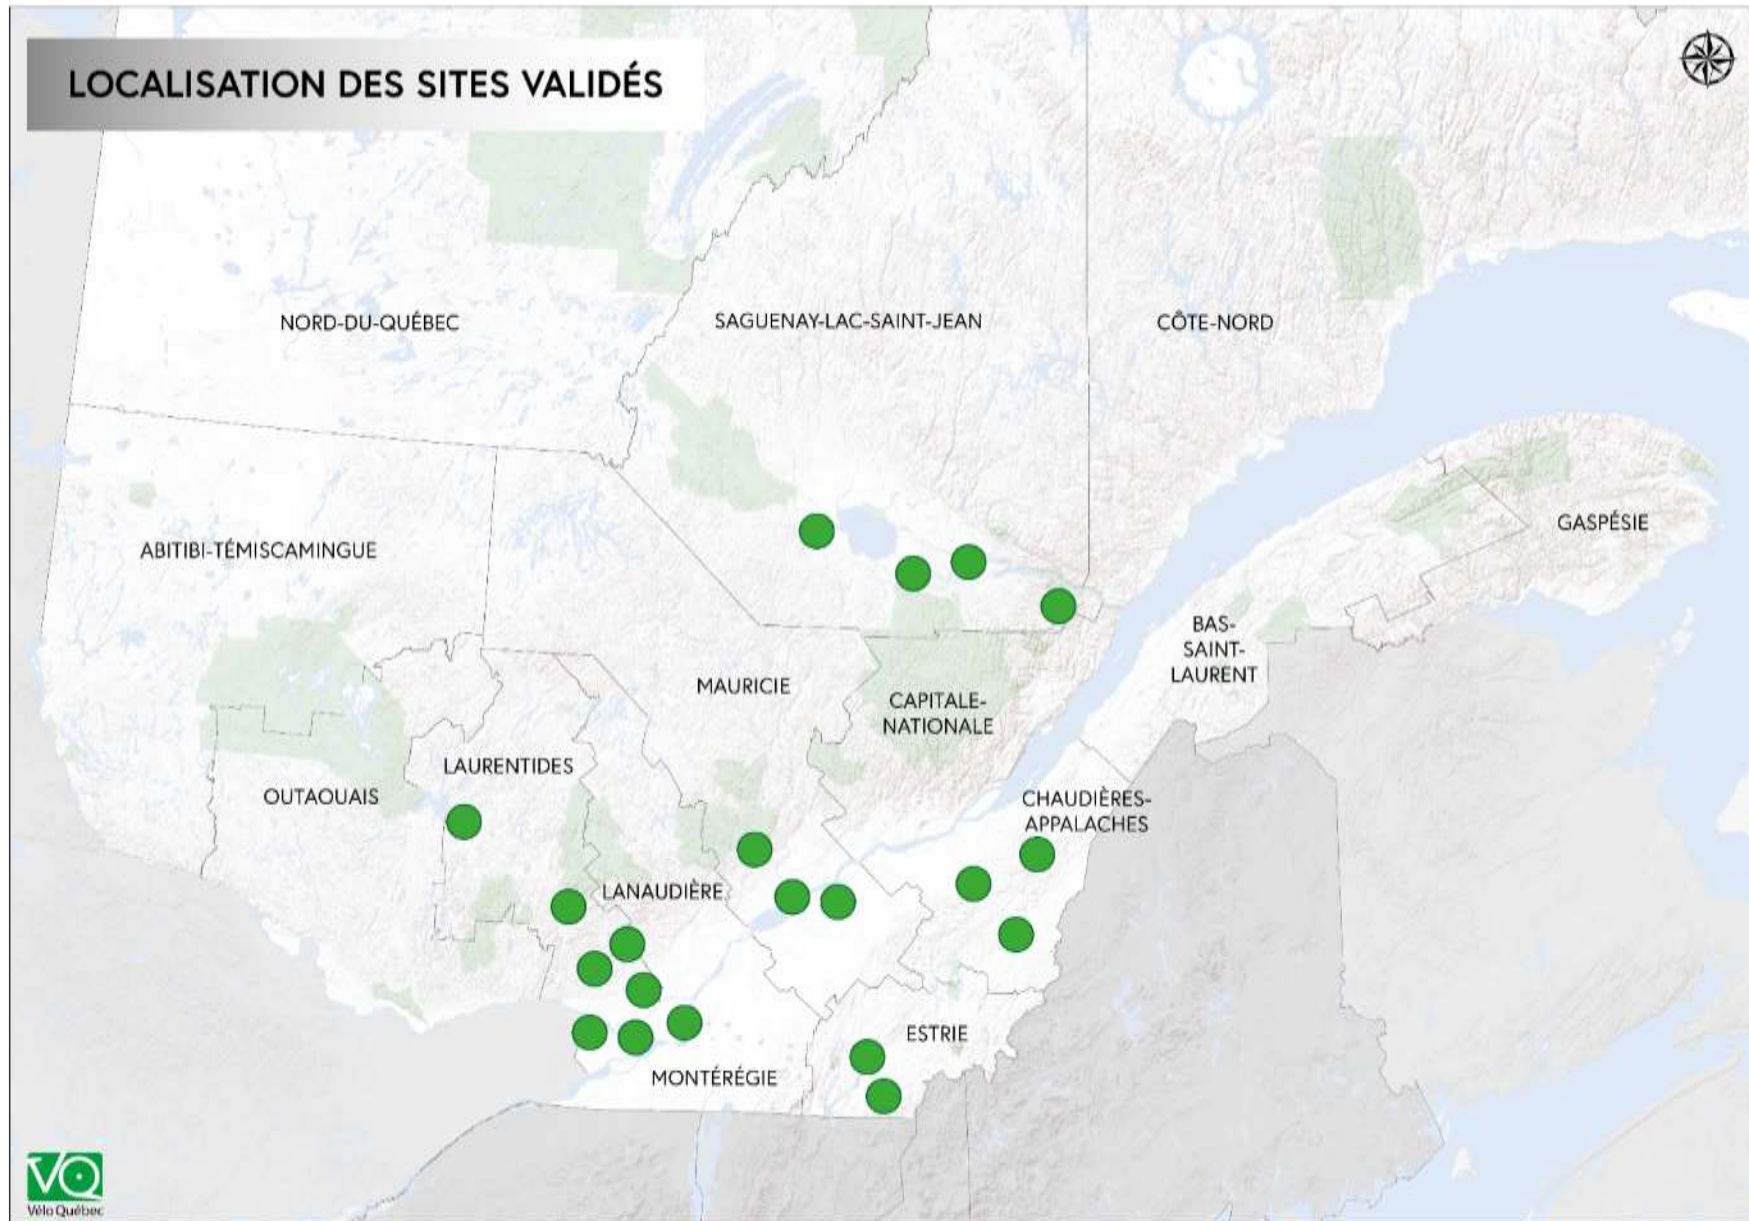 LOCALISATION DES SITES VALIDÉS
NORD-DU-QUÉBEC
SAGUENAY-LAC-SAINT-JEAN
CÔTE-NORD
ABITIBI-TÉMISCAMINGUE
GASPÉSIE
BAS-
SAINT-
LAURENT
MAURICIE
CAPITALE-
NATIONALE
LAURENTIDES
OUTAOUAIS
CHAUDIÈRES-
APPALACHES
LANAUDIÈRE
ESTRIE
MONTÉRÉGIE
VQ
Vélo Québec